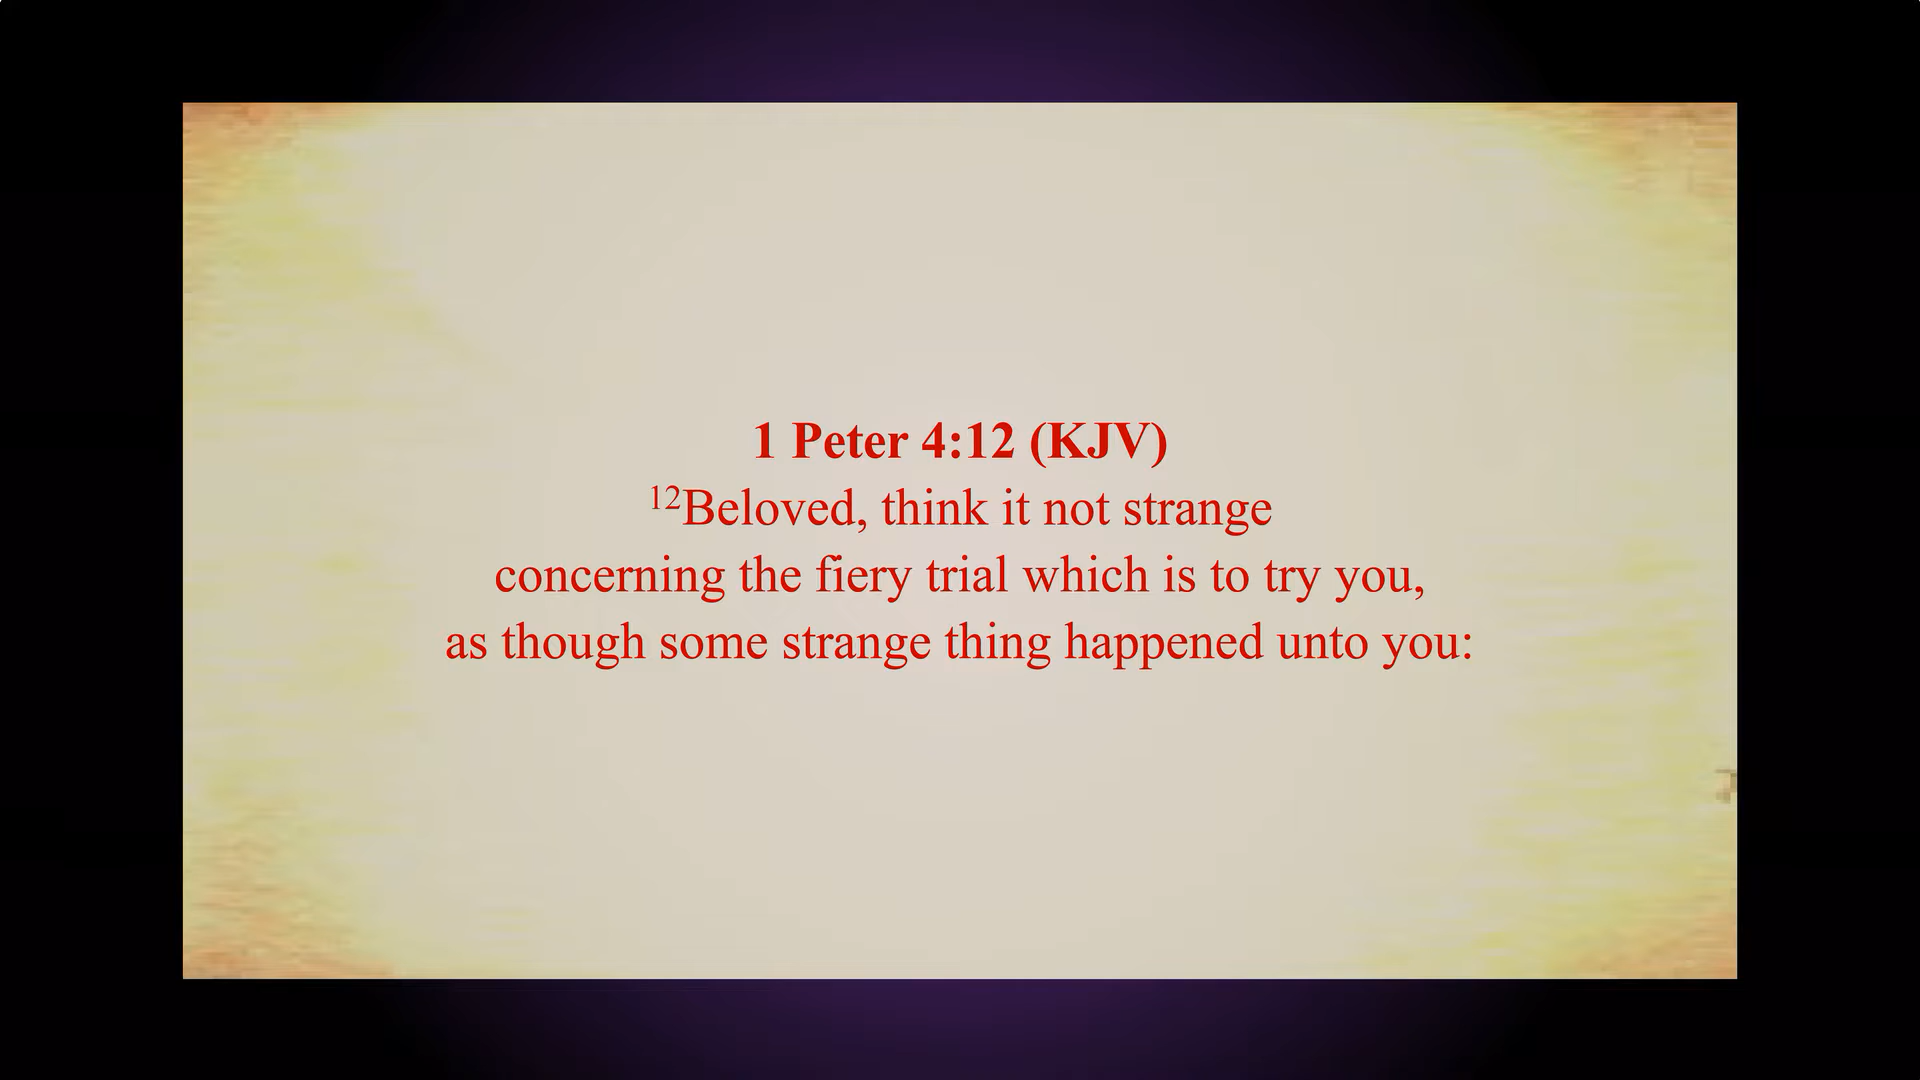 1 Peter 4:12 (KJV)
¹²Beloved, think it not strange
concerning the fiery trial which is to try you,
as though some strange thing happened unto you: